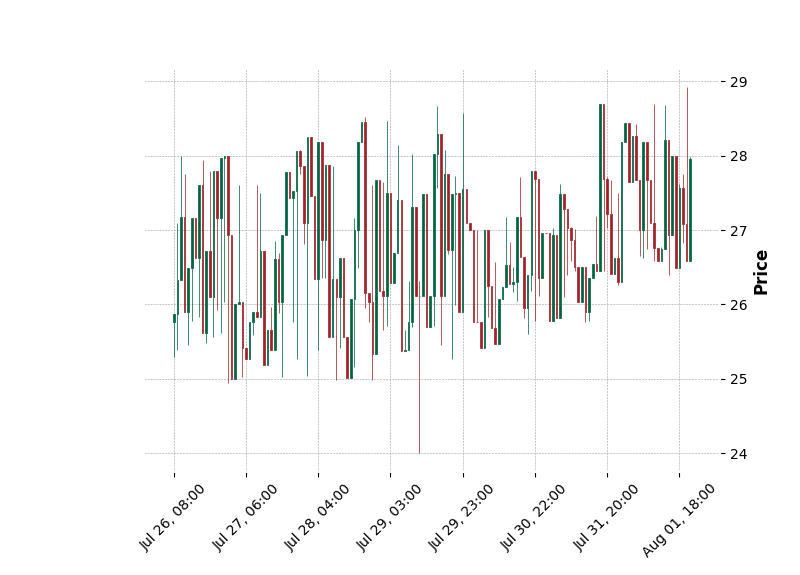 29
28
27
26
25
24
Price
Jul 26, 08:00
Jul 27, 06:00
Jul 28, 04:00
Jul 29, 03:00
Jul 29, 23:00
Jul 30, 22:00
Jul 31, 20:00
Aug 01, 18:00